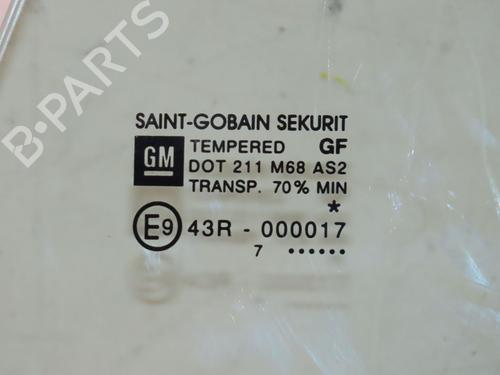 B-PARTS
SAINT-GOBAIN SEKURIT
GM TEMPERED GF
DOT 211 M68 AS2
TRANSP. 70% MIN
*
E9 43R - 000017
7 ......